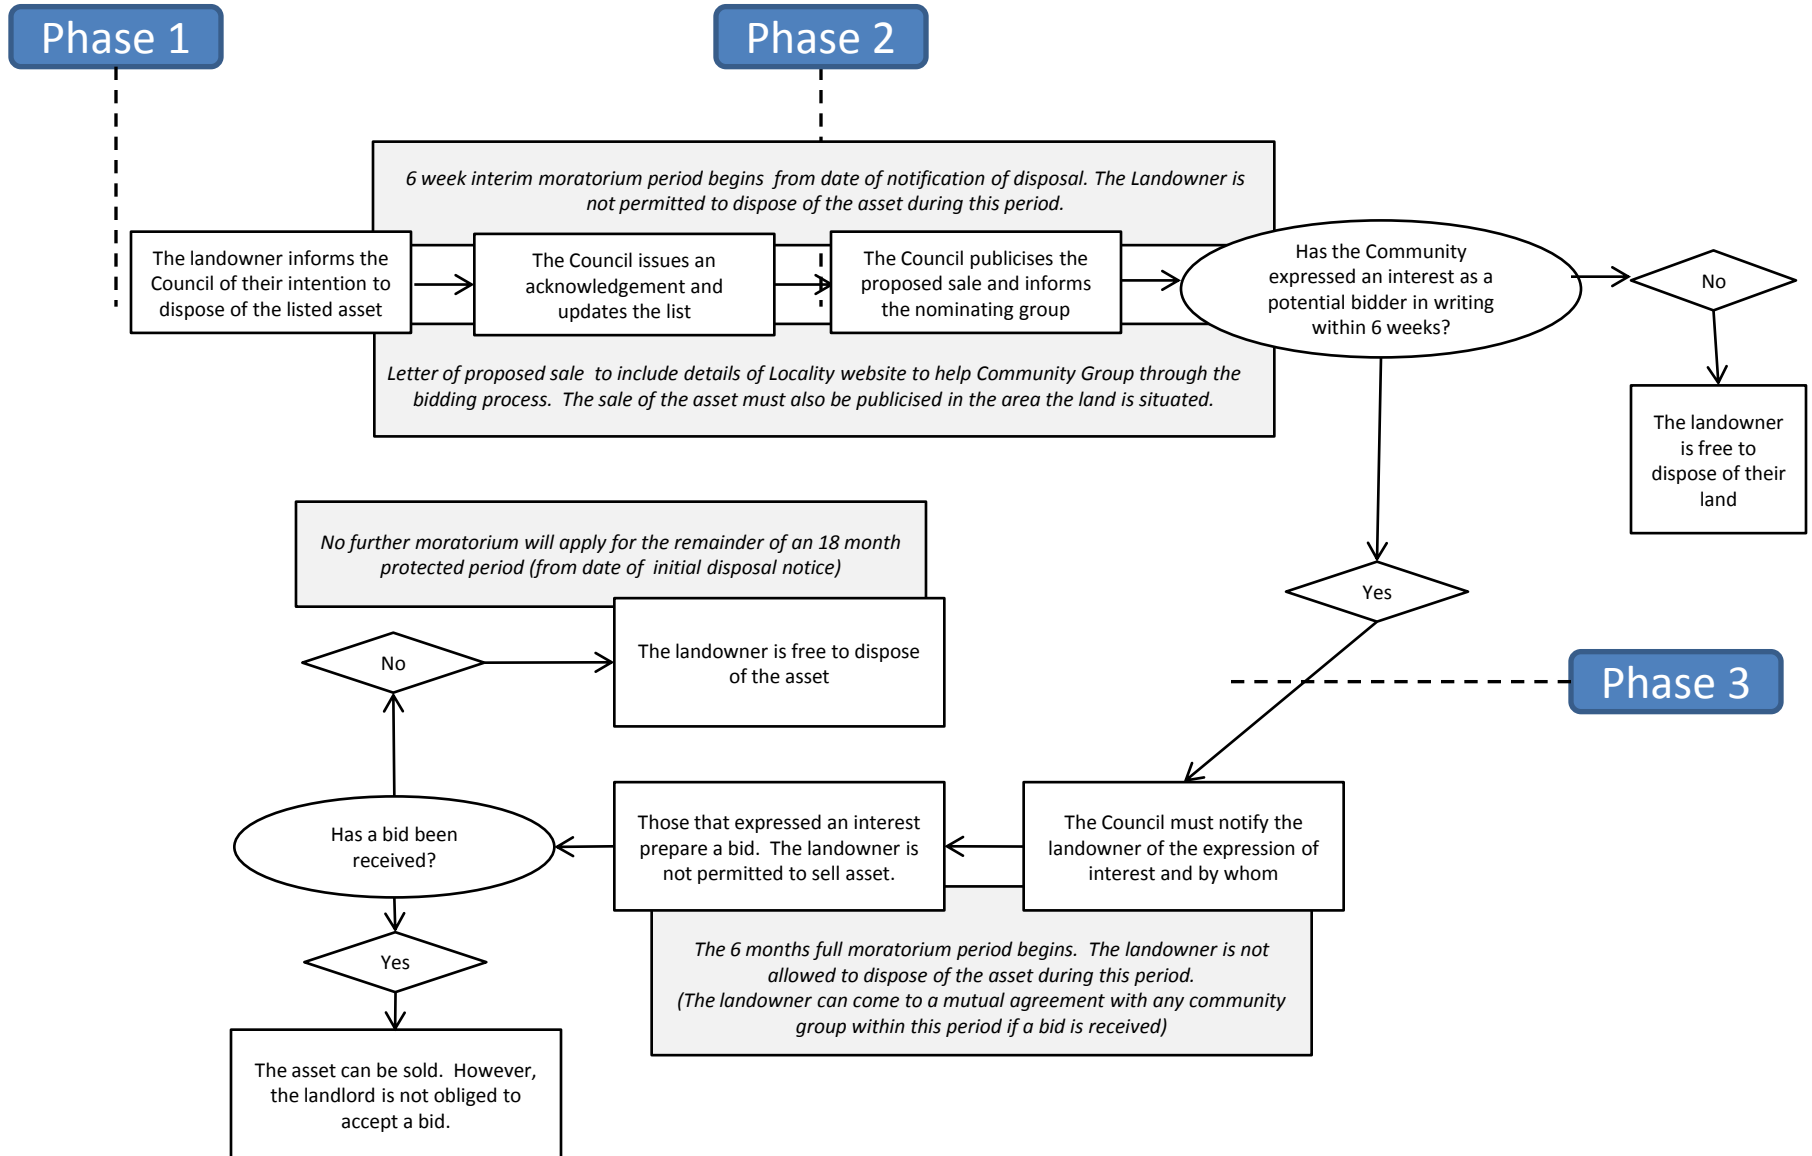 Phase 1
Phase 2
6 week interim moratorium period begins  from date of notification of disposal. The Landowner is
not permitted to dispose of the asset during this period.
The landowner informs the
Council of their intention to
dispose of the listed asset
The Council issues an
acknowledgement and
updates the list
The Council publicises the
proposed sale and informs
the nominating group
Has the Community
expressed an interest as a
potential bidder in writing
within 6 weeks?
No
Letter of proposed sale  to include details of Locality website to help Community Group through the
bidding process.  The sale of the asset must also be publicised in the area the land is situated.
The landowner
is free to
dispose of their
land
No further moratorium will apply for the remainder of an 18 month
protected period (from date of  initial disposal notice)
Yes
No
The landowner is free to dispose
of the asset
Phase 3
Has a bid been
received?
Those that expressed an interest
prepare a bid.  The landowner is
not permitted to sell asset.
The Council must notify the
landowner of the expression of
interest and by whom
The 6 months full moratorium period begins.  The landowner is not
allowed to dispose of the asset during this period.
(The landowner can come to a mutual agreement with any community
group within this period if a bid is received)
Yes
The asset can be sold.  However,
the landlord is not obliged to
accept a bid.